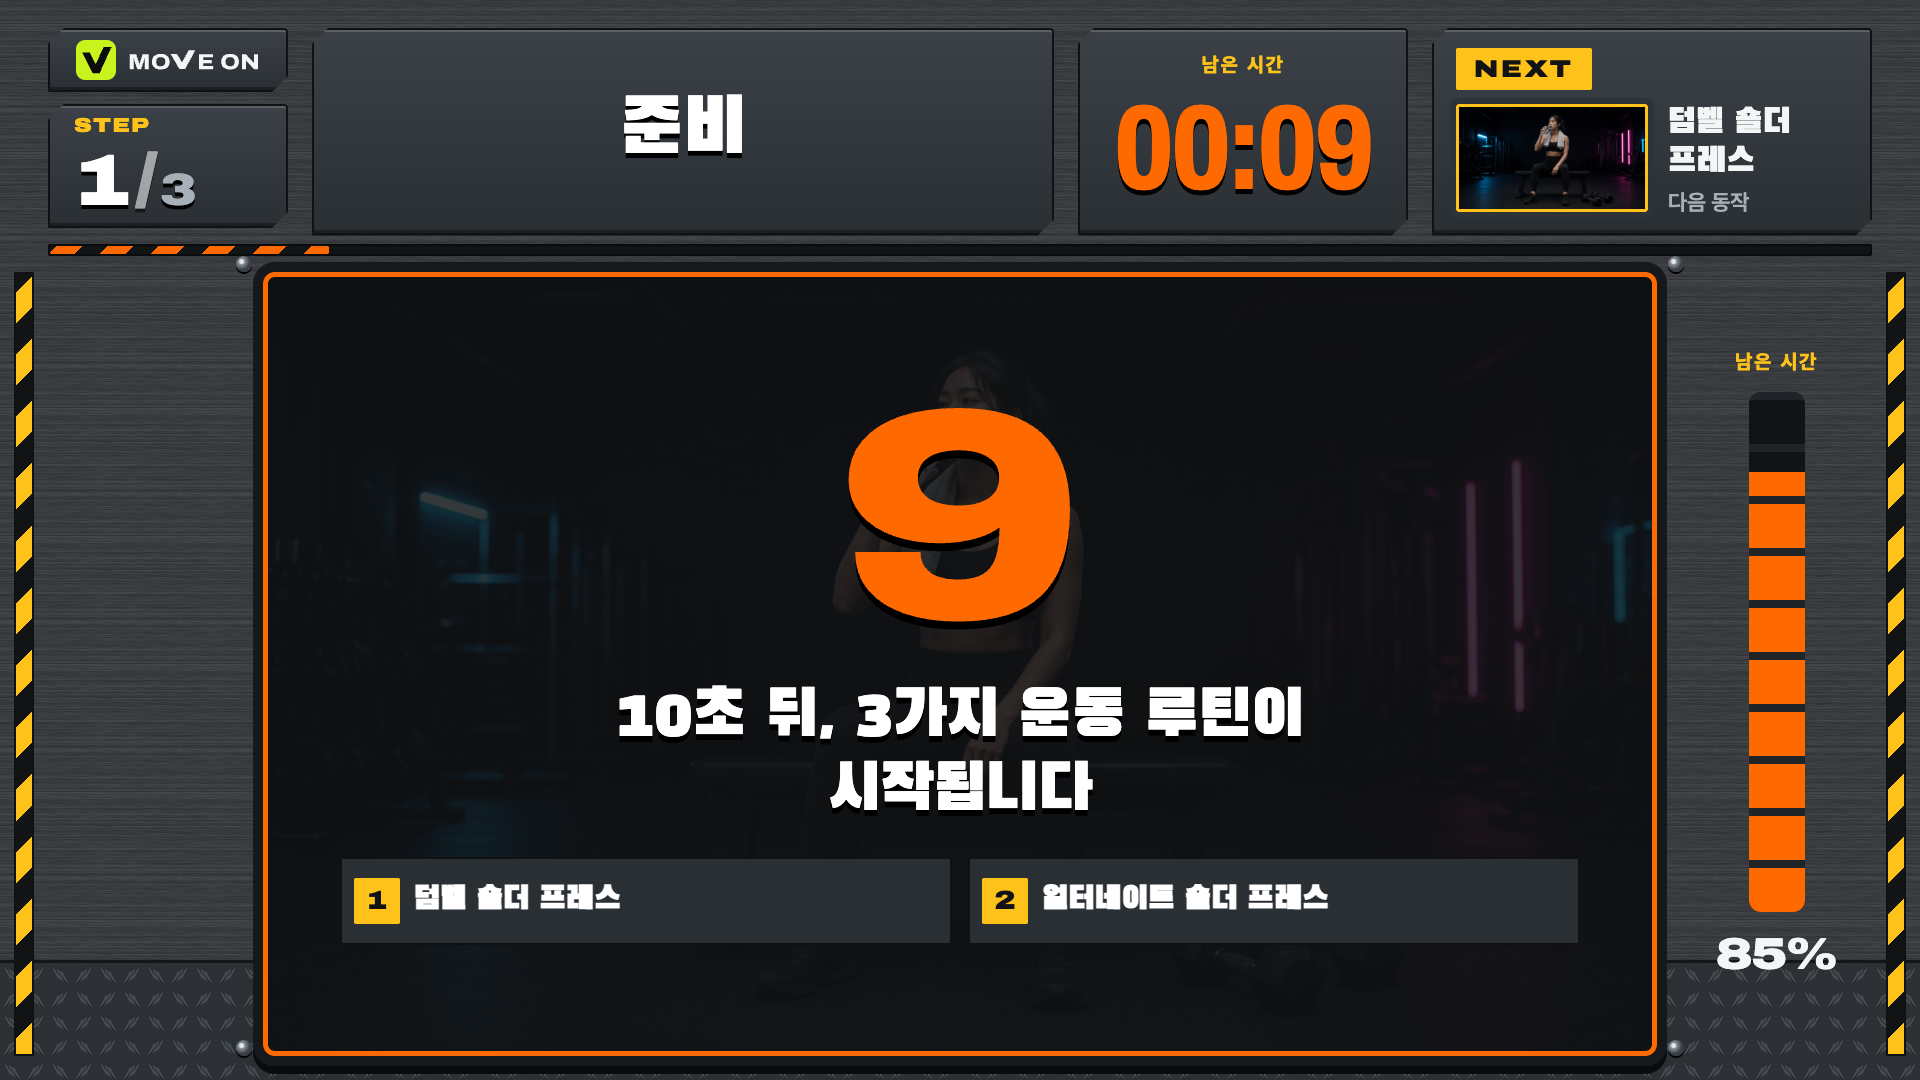 MOVE ON
STEP
1/3
준비
남은 시간
00:09
NEXT
덤벨 숄더
프레스
다음 동작
9
10초 뒤, 3가지 운동 루틴이
시작됩니다
1 덤벨 숄더 프레스
2 얼터네이트 숄더 프레스
남은 시간
85%